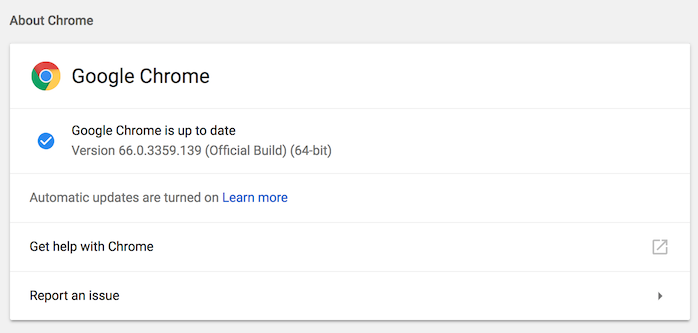 About Chrome
Google Chrome
Google Chrome is up to date
Version 66.0.3359.139 (Official Build) (64-bit)
Automatic updates are turned on Learn more
Get help with Chrome
Report an issue